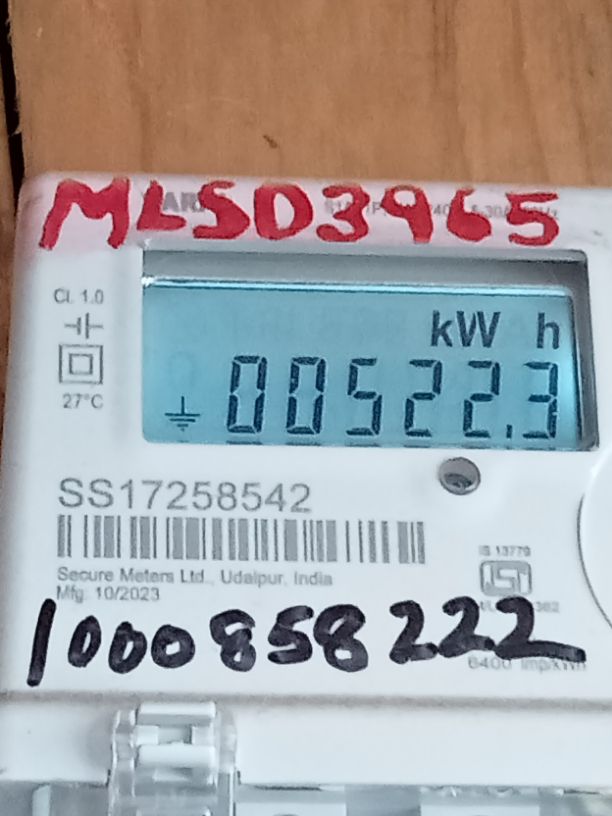 MLSD3965
Cl. 1.0
27°C
kW h
00522.3
SS17258542
Secure Meters Ltd., Udaipur, India
Mfg. 10/2023
IS 13779
ISI
1000858222
6400 imp/kWh